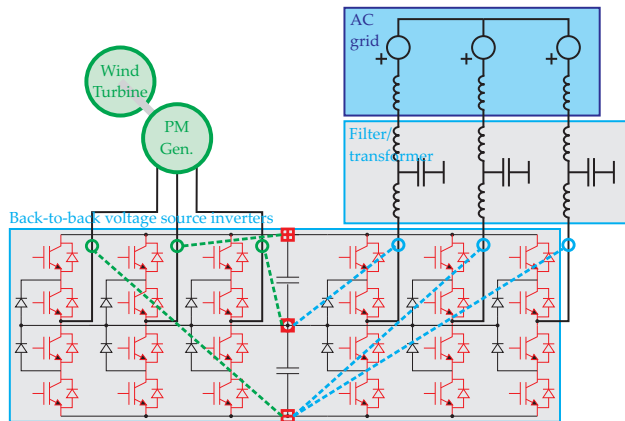 AC
grid
Wind
Turbine
PM
Gen.
Filter/
transformer
Back-to-back voltage source inverters
+
+
+